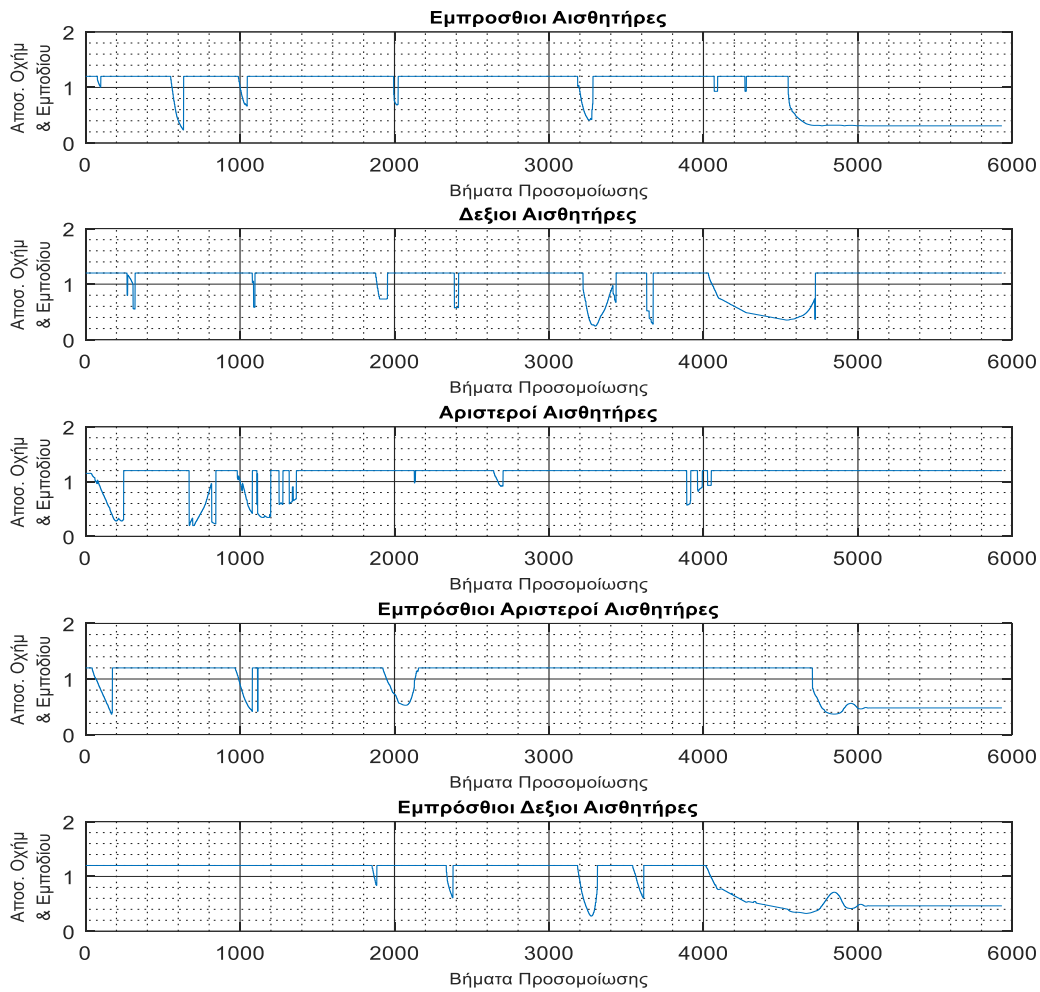 Εμπροσθιοι Αισθητήρες
2
1
0
Αποσ. Οχήμ
& Εμποδίου
0 1000 2000 3000 4000 5000 6000
Βήματα Προσομοίωσης
Δεξιοι Αισθητήρες
2
1
0
Αποσ. Οχήμ
& Εμποδίου
0 1000 2000 3000 4000 5000 6000
Βήματα Προσομοίωσης
Αριστεροί Αισθητήρες
2
1
0
Αποσ. Οχήμ
& Εμποδίου
0 1000 2000 3000 4000 5000 6000
Βήματα Προσομοίωσης
Εμπρόσθιοι Αριστεροί Αισθητήρες
2
1
0
Αποσ. Οχήμ
& Εμποδίου
0 1000 2000 3000 4000 5000 6000
Βήματα Προσομοίωσης
Εμπρόσθιοι Δεξιοι Αισθητήρες
2
1
0
Αποσ. Οχήμ
& Εμποδίου
0 1000 2000 3000 4000 5000 6000
Βήματα Προσομοίωσης